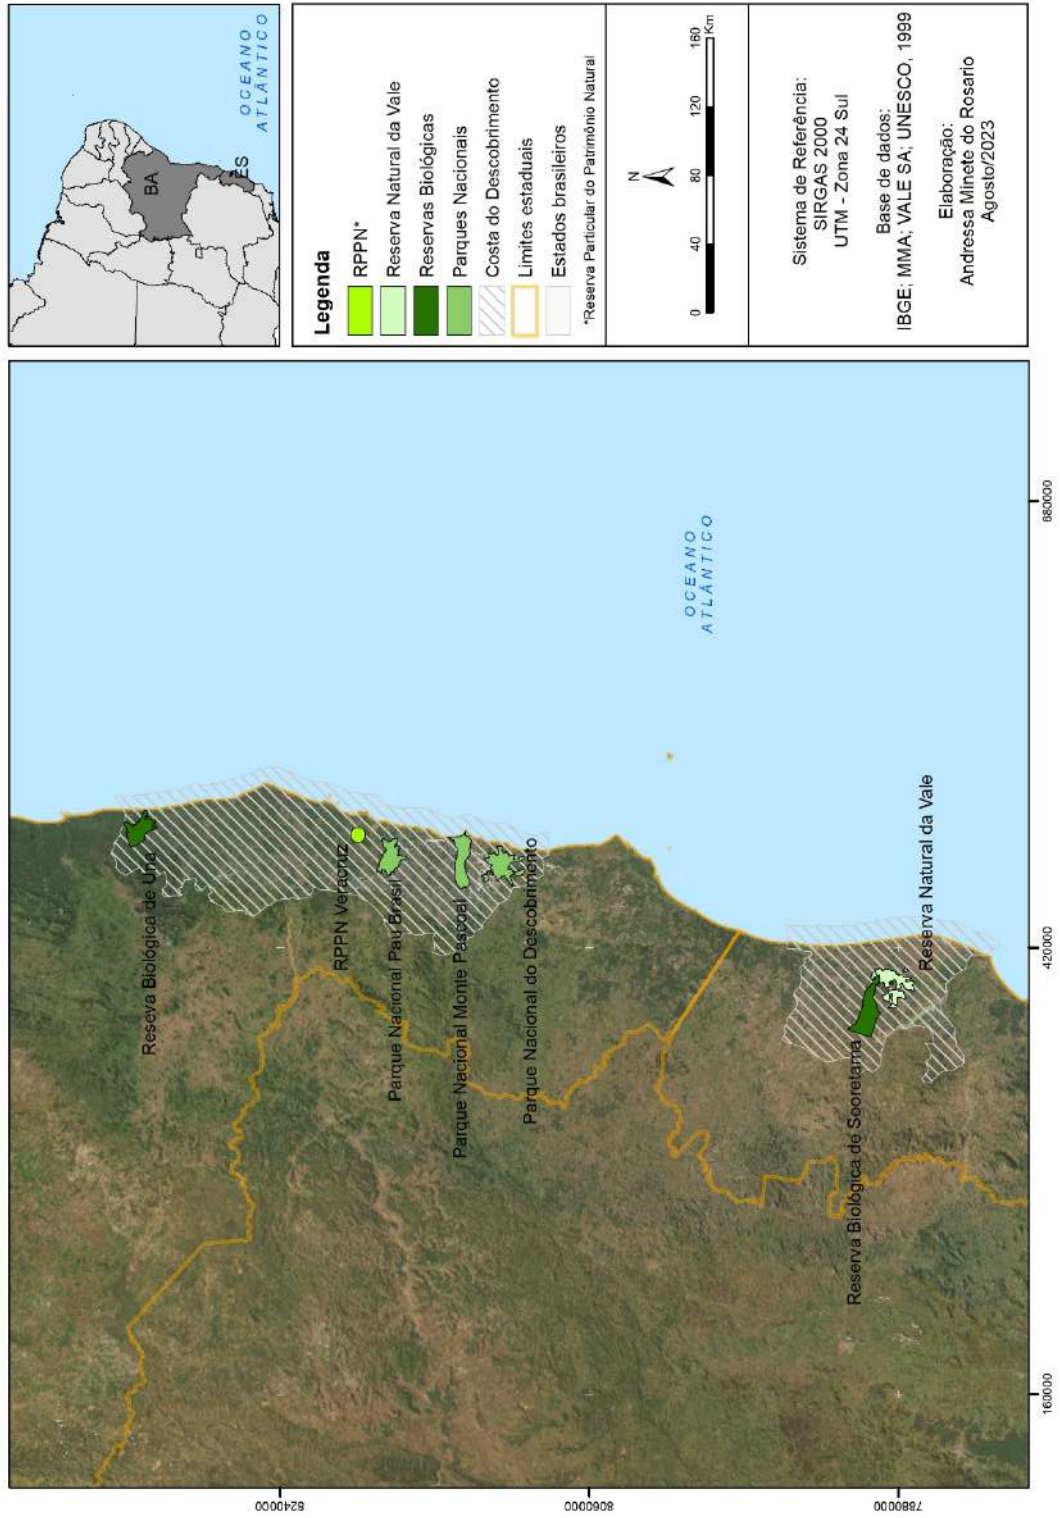 OCEANO
ATLÂNTICO
BA
ES
Legenda
RPPN*
Reserva Natural da Vale
Reservas Biológicas
Parques Nacionais
Costa do Descobrimento
Limites estaduais
Estados brasileiros
*Reserva Particular do Patrimônio Natural
N
0 40 80 120 160
Km
Sistema de Referência:
SIRGAS 2000
UTM - Zona 24 Sul
Base de dados:
IBGE; MMA; VALE SA; UNESCO, 1999
Elaboração:
Andressa Minete do Rosario
Agosto/2023
Reseva Biológica de Una
RPPN Veracruz
Parque Nacional Pau Brasil
Parque Nacional Monte Pascoal
Parque Nacional do Descobrimento
OCEANO
ATLÂNTICO
Reserva Biológica de Sooretama
Reserva Natural da Vale
8240000
8060000
7880000
160000
420000
680000